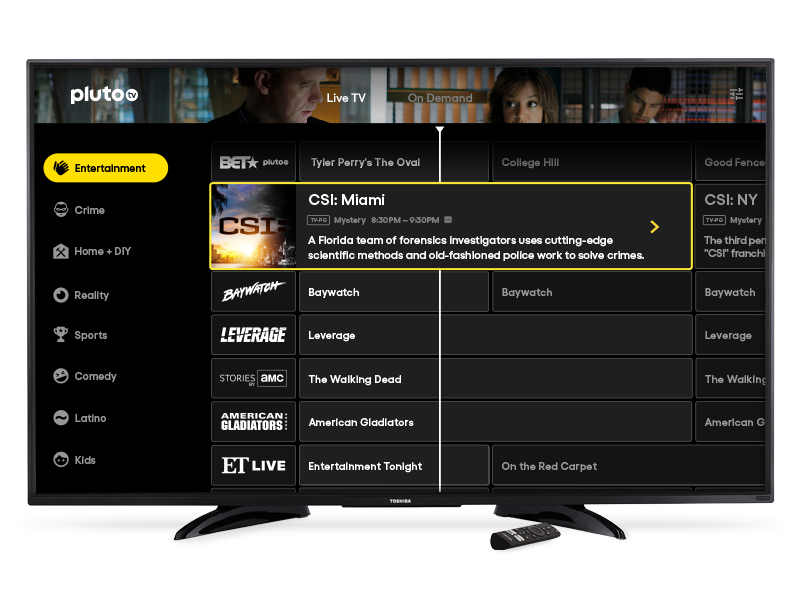 pluto tv
Live TV
On Demand
Entertainment
Crime
Home + DIY
Reality
Sports
Comedy
Latino
Kids
BET★ pluto tv
Tyler Perry's The Oval
College Hill
Good Fence
CSI:
CSI: Miami
TV-PG Mystery 8:30PM – 9:30PM
A Florida team of forensics investigators uses cutting-edge
scientific methods and old-fashioned police work to solve crimes.
CSI: NY
TV-PG Mystery
The third per
"CSI" franchi
BAYWATCH
Baywatch
Baywatch
Baywatch
LEVERAGE
Leverage
Leverage
STORIES
BY AMC
The Walking Dead
The Walking
AMERICAN
GLADIATORS:
American Gladiators
American G
ET LIVE
Entertainment Tonight
On the Red Carpet
TOSHIBA